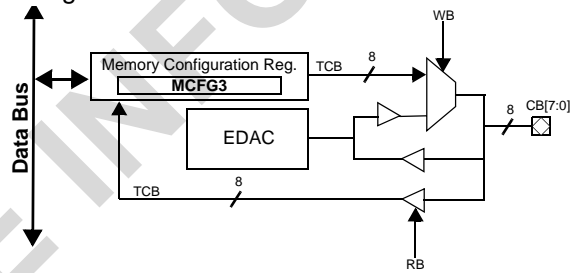 WB
Memory Configuration Reg.
MCFG3
TCB
8
8
CB[7:0]
EDAC
TCB
8
RB
Data Bus